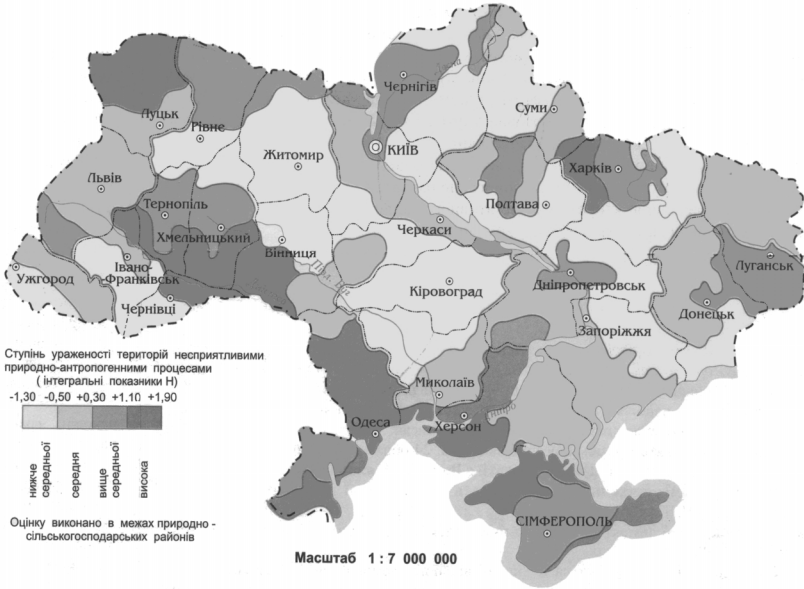 Десна
Чернігів
Суми
Луцьк
Рівне
КИЇВ
Житомир
Харків
Львів
Полтава
Тернопіль
Хмельницький
Черкаси
Вінниця
Луганськ
Івано-
Франківськ
Ужгород
Дніпропетровськ
Кіровоград
Чернівці
Донецьк
Запоріжжя
Ступінь ураженості територій несприятливими
природно-антропогенними процесами
( інтегральні показники H)
-1,30 -0,50 +0,30 +1.10 +1,90
нижче
середньої
середня
вище
середньої
висока
Миколаїв
Одеса
Херсон
Дніпро
СІМФЕРОПОЛЬ
Оцінку виконано в межах природно -
сільськогосподарських районів
Масштаб 1 : 7 000 000